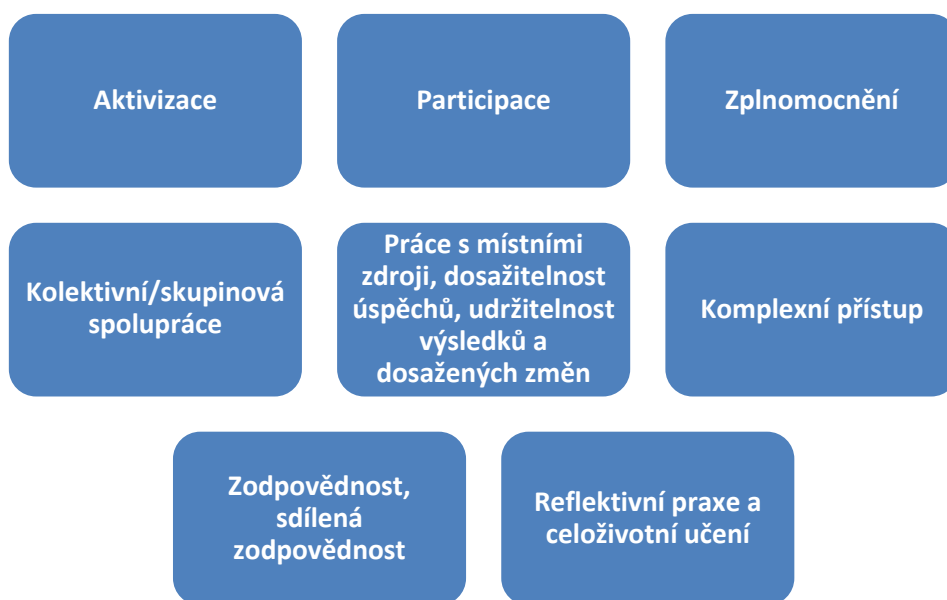 Aktivizace
Participace
Zplnomocnění
Kolektivní/skupinová
spolupráce
Práce s místními
zdroji, dosažitelnost
úspěchů, udržitelnost
výsledků a
dosažených změn
Komplexní přístup
Zodpovědnost,
sdílená
zodpovědnost
Reflektivní praxe a
celoživotní učení